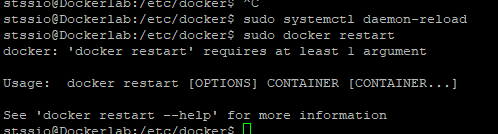 stssio@Dockerlab:/etc/docker$ ^C
stssio@Dockerlab:/etc/docker$ sudo systemctl daemon-reload
stssio@Dockerlab:/etc/docker$ sudo docker restart
docker: 'docker restart' requires at least 1 argument
Usage:  docker restart [OPTIONS] CONTAINER [CONTAINER...]
See 'docker restart --help' for more information
stssio@Dockerlab:/etc/docker$